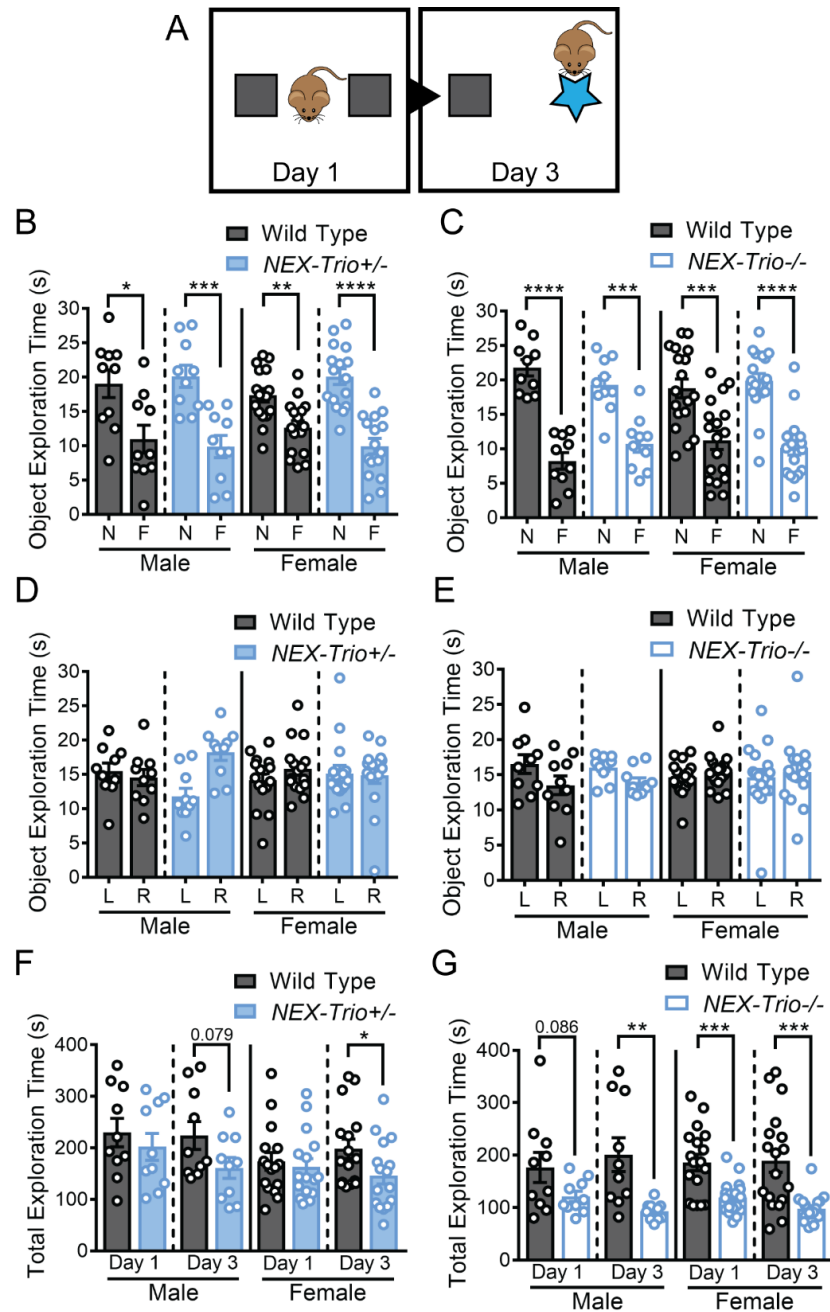 A
Day 1
Day 3
B
Wild Type
NEX-Trio+/-
Object Exploration Time (s)
30
25
20
15
10
5
0
*
***
**
****
N F N F N F N F
Male Female
C
Wild Type
NEX-Trio-/-
Object Exploration Time (s)
30
25
20
15
10
5
0
****
***
***
****
N F N F N F N F
Male Female
D
Wild Type
NEX-Trio+/-
Object Exploration Time (s)
30
25
20
15
10
5
0
L R L R L R L R
Male Female
E
Wild Type
NEX-Trio-/-
Object Exploration Time (s)
30
25
20
15
10
5
0
L R L R L R L R
Male Female
F
Wild Type
NEX-Trio+/-
Total Exploration Time (s)
400
300
200
100
0
0.079
*
Day 1 Day 3 Day 1 Day 3
Male Female
G
Wild Type
NEX-Trio-/-
Total Exploration Time (s)
400
300
200
100
0
0.086
**
***
***
Day 1 Day 3 Day 1 Day 3
Male Female